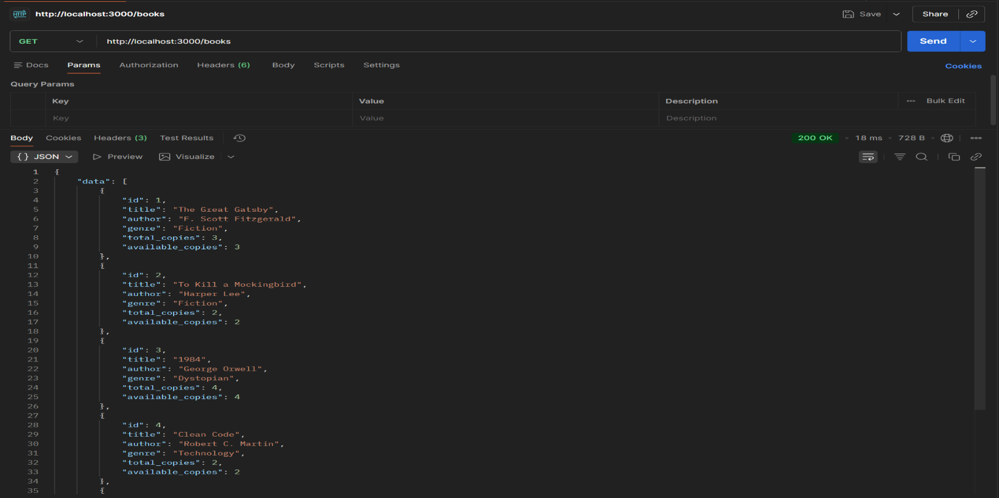 HTTP http://localhost:3000/books Save Share
GET http://localhost:3000/books Send
Docs Params Authorization Headers (6) Body Scripts Settings Cookies
Query Params
Key Value Description Bulk Edit
Key Value Description
Body Cookies Headers (3) Test Results 200 OK 18 ms 728 B
{ } JSON Preview Visualize
1 {
2 "data": [
3 {
4 "id": 1,
5 "title": "The Great Gatsby",
6 "author": "F. Scott Fitzgerald",
7 "genre": "Fiction",
8 "total_copies": 3,
9 "available_copies": 3
10 },
11 {
12 "id": 2,
13 "title": "To Kill a Mockingbird",
14 "author": "Harper Lee",
15 "genre": "Fiction",
16 "total_copies": 2,
17 "available_copies": 2
18 },
19 {
20 "id": 3,
21 "title": "1984",
22 "author": "George Orwell",
23 "genre": "Dystopian",
24 "total_copies": 4,
25 "available_copies": 4
26 },
27 {
28 "id": 4,
29 "title": "Clean Code",
30 "author": "Robert C. Martin",
31 "genre": "Technology",
32 "total_copies": 2,
33 "available_copies": 2
34 },
35 {